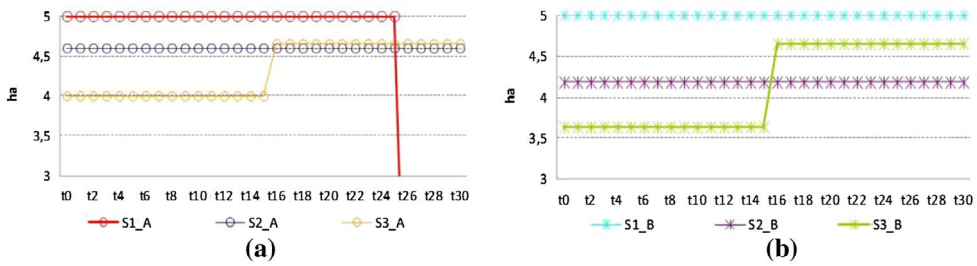 5
4,5
4
3,5
3
ha
t0 t2 t4 t6 t8 t10 t12 t14 t16 t18 t20 t22 t24 t26 t28 t30
S1_A S2_A S3_A
(a)
5
4,5
4
3,5
3
ha
t0 t2 t4 t6 t8 t10 t12 t14 t16 t18 t20 t22 t24 t26 t28 t30
S1_B S2_B S3_B
(b)